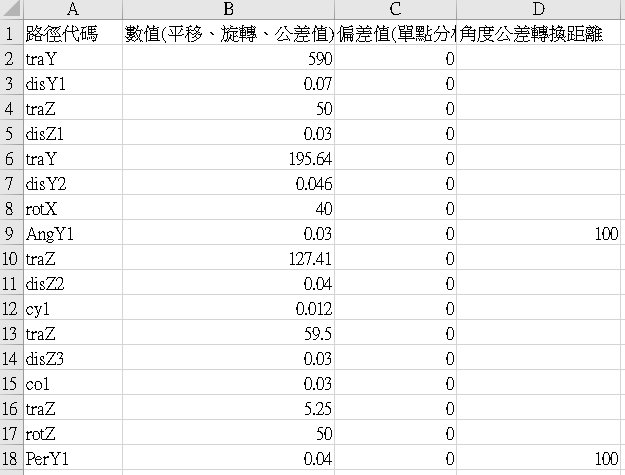 A B C D
1 路徑代碼 數值(平移、旋轉、公差值) 偏差值(單點分 角度公差轉換距離
2 traY 590 0
3 disY1 0.07 0
4 traZ 50 0
5 disZ1 0.03 0
6 traY 195.64 0
7 disY2 0.046 0
8 rotX 40 0
9 AngY1 0.03 0 100
10 traZ 127.41 0
11 disZ2 0.04 0
12 cy1 0.012 0
13 traZ 59.5 0
14 disZ3 0.03 0
15 co1 0.03 0
16 traZ 5.25 0
17 rotZ 50 0
18 PerY1 0.04 0 100